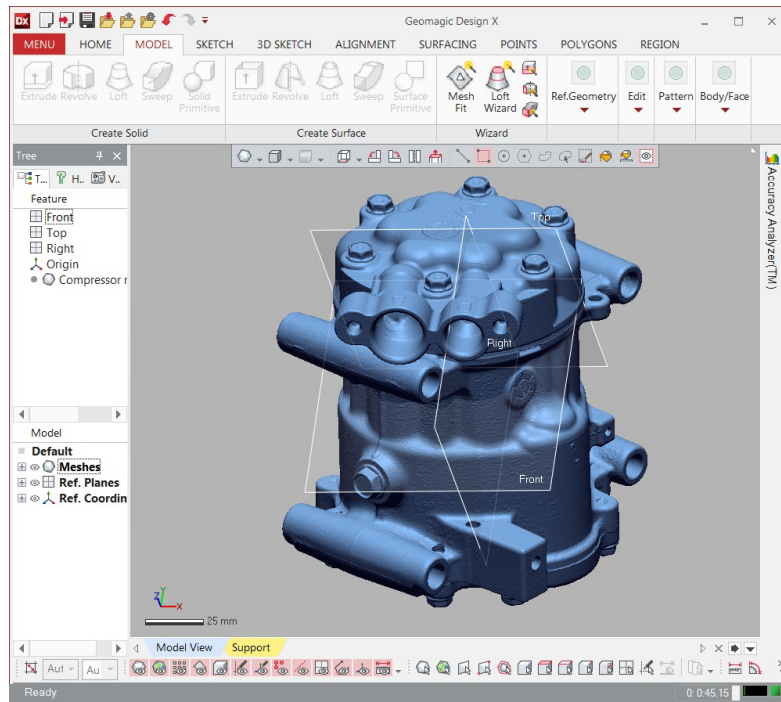 Dx
Geomagic Design X
MENU HOME MODEL SKETCH 3D SKETCH ALIGNMENT SURFACING POINTS POLYGONS REGION
Extrude Revolve Loft Sweep Solid Primitive
Extrude Revolve Loft Sweep Surface Primitive
Mesh Fit Loft Wizard
Ref.Geometry Edit Pattern Body/Face
Create Solid Create Surface Wizard
Tree
T... H.. V..
Feature
Front
Top
Right
Origin
Compressor r
Top
Right
Front
Accuracy Analyzer(TM)
Model
Default
Meshes
Ref. Planes
Ref. Coordin
Z Y X
25 mm
Model View Support
Aut Au
Ready
0: 0:45.15